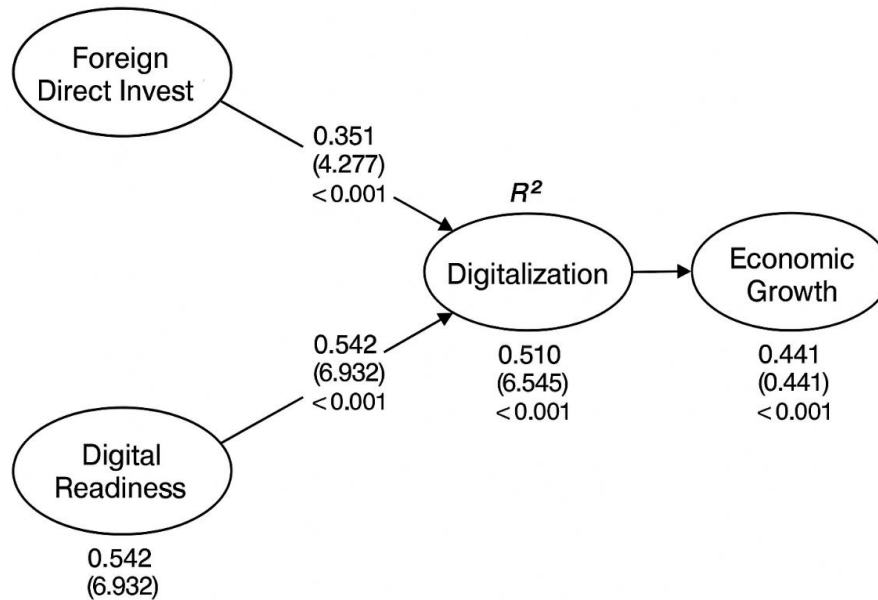 Foreign
Direct Invest
0.351
(4.277)
<0.001
R²
Digitalization
Economic
Growth
0.542
(6.932)
<0.001
0.510
(6.545)
<0.001
0.441
(0.441)
<0.001
Digital
Readiness
0.542
(6.932)